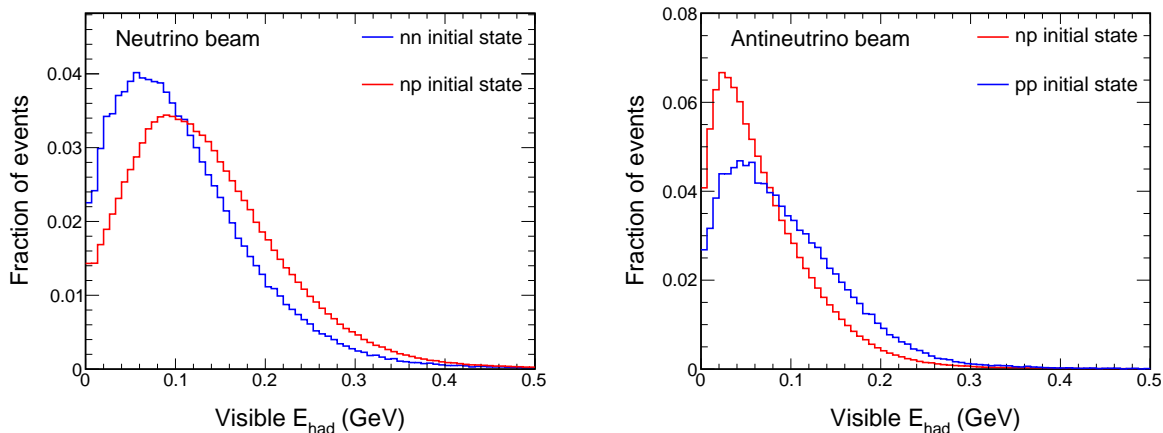 Neutrino beam
nn initial state
np initial state
Fraction of events
0.04
0.03
0.02
0.01
0
0 0.1 0.2 0.3 0.4 0.5
Visible E_had (GeV)
Antineutrino beam
np initial state
pp initial state
Fraction of events
0.08
0.06
0.04
0.02
0
0 0.1 0.2 0.3 0.4 0.5
Visible E_had (GeV)